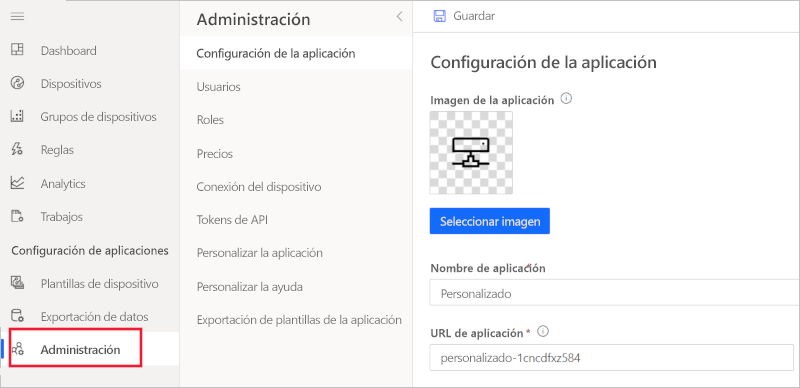 Dashboard
Dispositivos
Grupos de dispositivos
Reglas
Analytics
Trabajos
Configuración de aplicaciones
Plantillas de dispositivo
Exportación de datos
Administración
Administración
Configuración de la aplicación
Usuarios
Roles
Precios
Conexión del dispositivo
Tokens de API
Personalizar la aplicación
Personalizar la ayuda
Exportación de plantillas de la aplicación
Guardar
Configuración de la aplicación
Imagen de la aplicación
Seleccionar imagen
Nombre de aplicación *
Personalizado
URL de aplicación *
personalizado-1cncdfxz584